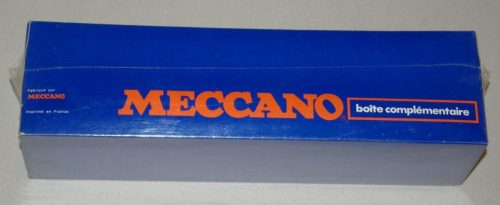 Fabriqué par
MECCANO
Imprimé en France
MECCANO
boîte complémentaire